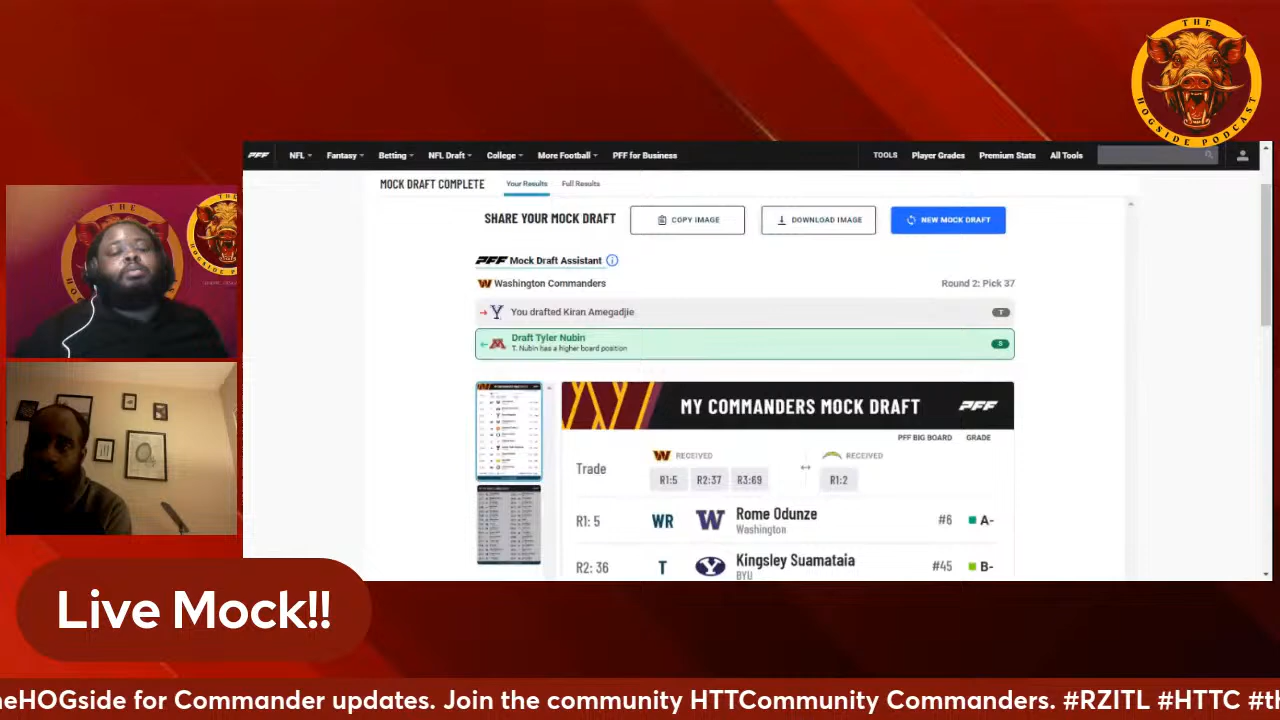 THE
HOGSIDE PODCAST
PFF NFL Fantasy Betting NFL Draft College More Football PFF for Business TOOLS Player Grades Premium Stats All Tools
MOCK DRAFT COMPLETE Your Results Full Results
SHARE YOUR MOCK DRAFT COPY IMAGE DOWNLOAD IMAGE NEW MOCK DRAFT
PFF Mock Draft Assistant
Washington Commanders Round 2: Pick 37
You drafted Kiran Amegadjie T
Draft Tyler Nubin S
T. Nubin has a higher board position
MY COMMANDERS MOCK DRAFT PFF
PFF BIG BOARD GRADE
RECEIVED RECEIVED
Trade
R1:5 R2:37 R3:69 R1:2
R1: 5 WR Rome Odunze #6 A-
Washington
R2: 36 T Kingsley Suamataia #45 B-
BYU
Live Mock!!
heHOGside for Commander updates. Join the community HTTCommunity Commanders. #RZITL #HTTC #th